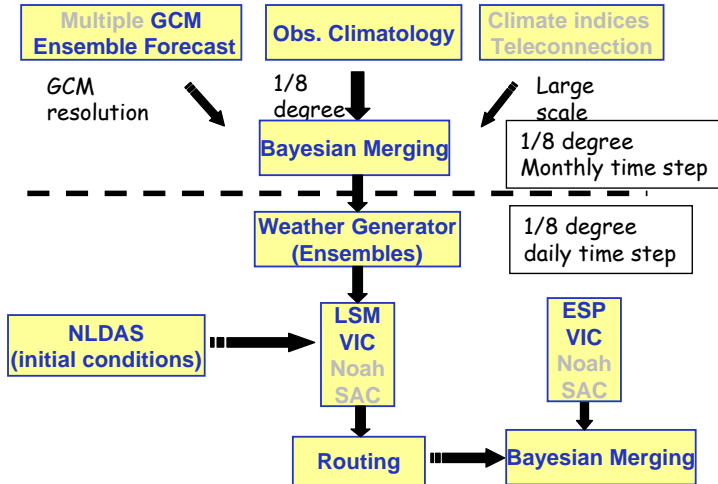 Multiple GCM
Ensemble Forecast
Obs. Climatology
Climate indices
Teleconnection
GCM
resolution
1/8
degree
Large
scale
Bayesian Merging
1/8 degree
Monthly time step
Weather Generator
(Ensembles)
1/8 degree
daily time step
NLDAS
(initial conditions)
LSM
VIC
Noah
SAC
ESP
VIC
Noah
SAC
Routing
Bayesian Merging